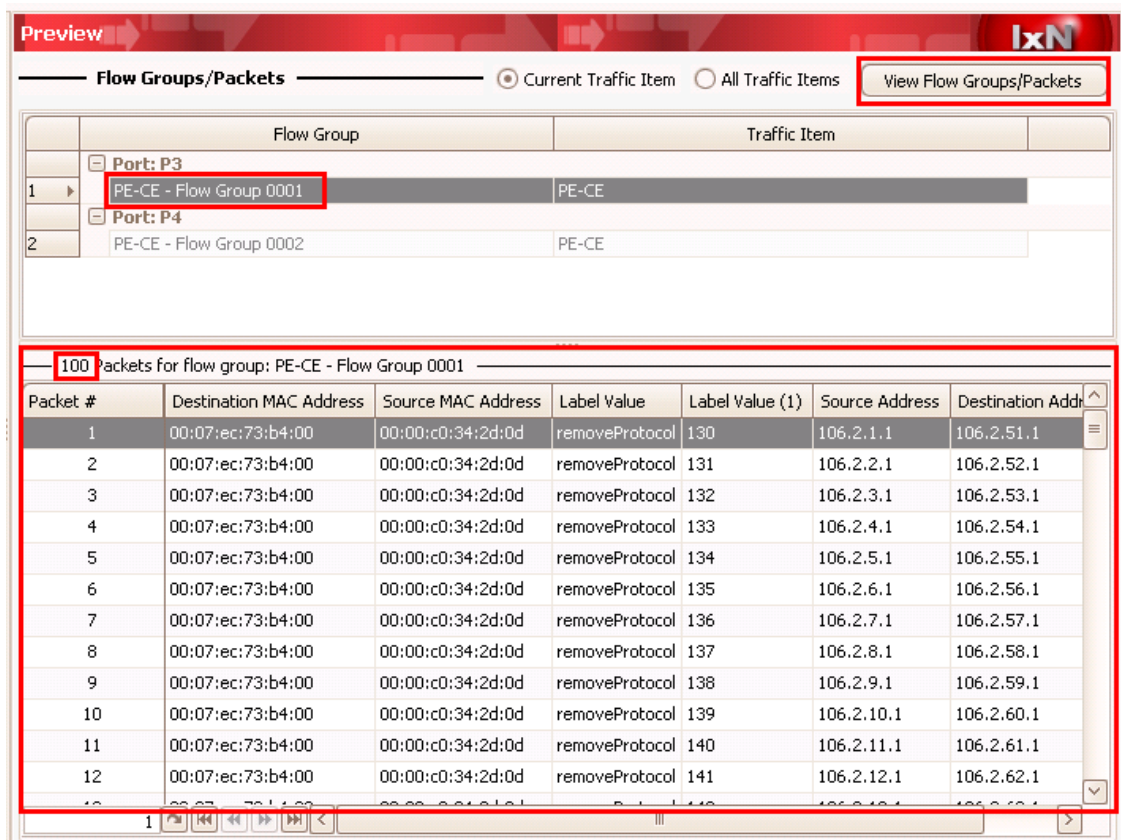 Preview IxN
Flow Groups/Packets Current Traffic Item All Traffic Items View Flow Groups/Packets
Flow Group Traffic Item
Port: P3
1 PE-CE - Flow Group 0001 PE-CE
Port: P4
2 PE-CE - Flow Group 0002 PE-CE
100 Packets for flow group: PE-CE - Flow Group 0001
Packet # Destination MAC Address Source MAC Address Label Value Label Value (1) Source Address Destination Addr
1 00:07:ec:73:b4:00 00:00:c0:34:2d:0d removeProtocol 130 106.2.1.1 106.2.51.1
2 00:07:ec:73:b4:00 00:00:c0:34:2d:0d removeProtocol 131 106.2.2.1 106.2.52.1
3 00:07:ec:73:b4:00 00:00:c0:34:2d:0d removeProtocol 132 106.2.3.1 106.2.53.1
4 00:07:ec:73:b4:00 00:00:c0:34:2d:0d removeProtocol 133 106.2.4.1 106.2.54.1
5 00:07:ec:73:b4:00 00:00:c0:34:2d:0d removeProtocol 134 106.2.5.1 106.2.55.1
6 00:07:ec:73:b4:00 00:00:c0:34:2d:0d removeProtocol 135 106.2.6.1 106.2.56.1
7 00:07:ec:73:b4:00 00:00:c0:34:2d:0d removeProtocol 136 106.2.7.1 106.2.57.1
8 00:07:ec:73:b4:00 00:00:c0:34:2d:0d removeProtocol 137 106.2.8.1 106.2.58.1
9 00:07:ec:73:b4:00 00:00:c0:34:2d:0d removeProtocol 138 106.2.9.1 106.2.59.1
10 00:07:ec:73:b4:00 00:00:c0:34:2d:0d removeProtocol 139 106.2.10.1 106.2.60.1
11 00:07:ec:73:b4:00 00:00:c0:34:2d:0d removeProtocol 140 106.2.11.1 106.2.61.1
12 00:07:ec:73:b4:00 00:00:c0:34:2d:0d removeProtocol 141 106.2.12.1 106.2.62.1
1